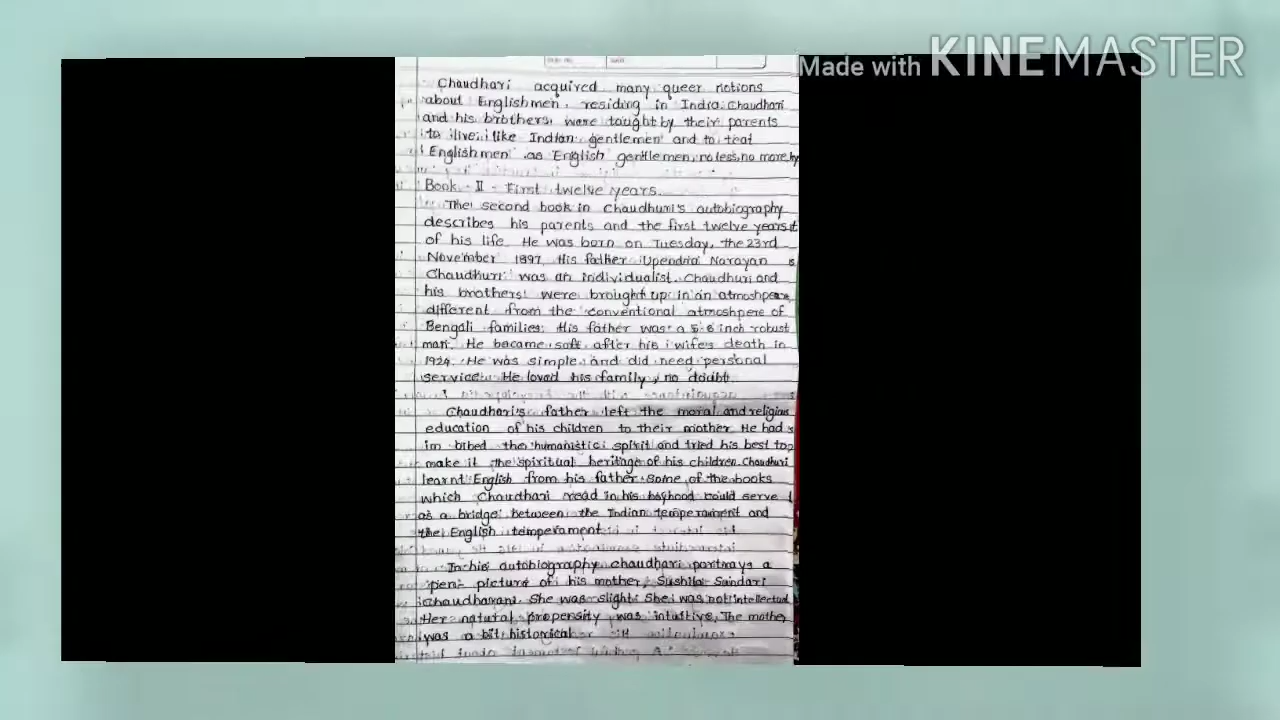 Made with KINEMASTER
Chaudhari acquired many queer notions
about Englishmen, residing in India. Chaudhari
and his brothers, were taught by their parents
to live like Indian gentlemen and to teat
Englishmen as English gentlemen, no less, no more.
Book - II - First twelve years.
The second book in Chaudhuri's autobiography
describes his parents and the first twelve years
of his life. He was born on Tuesday, the 23rd
November 1897. His father Upendra Narayan
Chaudhuri was an individualist. Chaudhuri and
his brothers were brought up in an atmoshpere
different from the conventional atmoshpere of
Bengali families. His father was a 5.6 inch robust
man. He became soft after his wife's death in
1924. He was simple and did need personal
service. He loved his family, no doubt.
Chaudhari's father left the moral and religius
education of his children to their mother. He had
im bibed the humanistic spirit and tried his best to
make it the spiritual heritage of his children. Chaudhuri
learnt English from his father. some of the books
which Chaudhari read in his boyhood could serve
as a bridge between the Indian temperament and
the English temperament.
In his autobiography, chaudhari portrays a
pen- picture of his mother, Sushila Sundari
chaudharani. She was slight. She was not intellectual
Her natural propensity was intuitive. The mother
was a bit historical